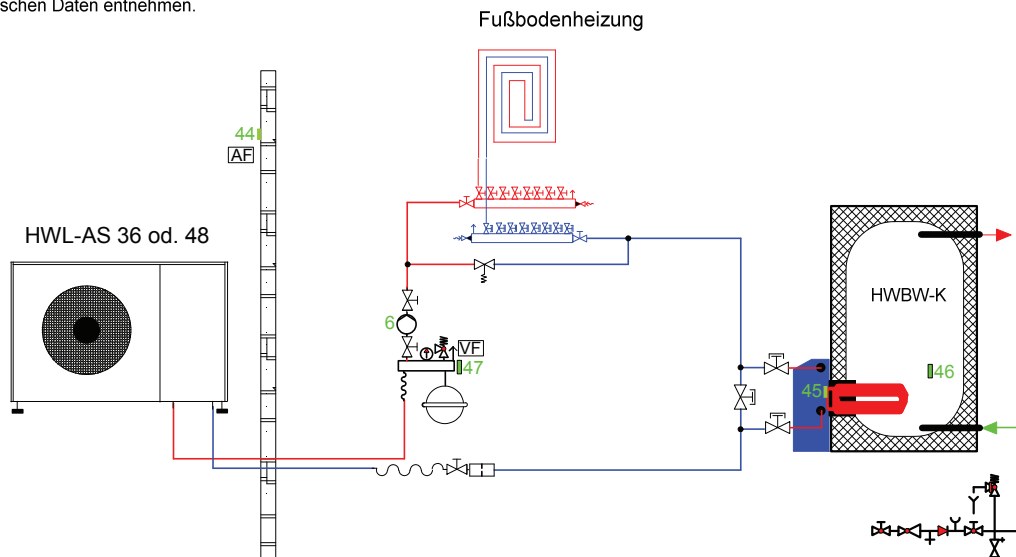 schen Daten entnehmen.
Fußbodenheizung
44
AF
HWL-AS 36 od. 48
HWBW-K
6
VF
47
46
45